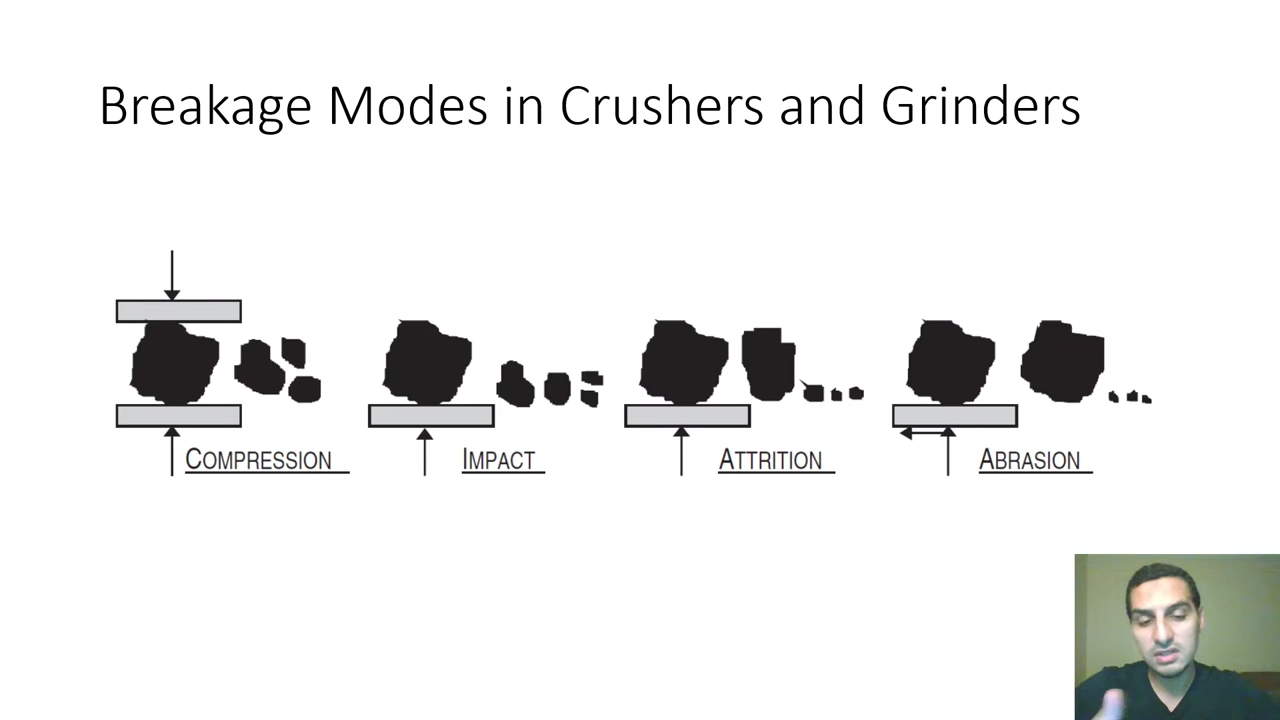 Breakage Modes in Crushers and Grinders
COMPRESSION IMPACT ATTRITION ABRASION